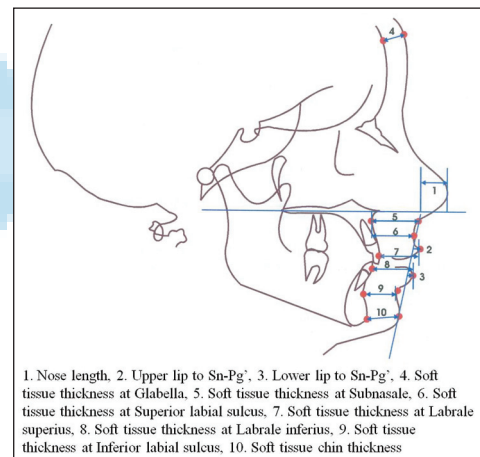 4
1
5
6
2
7
8
3
9
10
1. Nose length, 2. Upper lip to Sn-Pg’, 3. Lower lip to Sn-Pg’, 4. Soft
tissue thickness at Glabella, 5. Soft tissue thickness at Subnasale, 6. Soft
tissue thickness at Superior labial sulcus, 7. Soft tissue thickness at Labrale
superius, 8. Soft tissue thickness at Labrale inferius, 9. Soft tissue
thickness at Inferior labial sulcus, 10. Soft tissue chin thickness